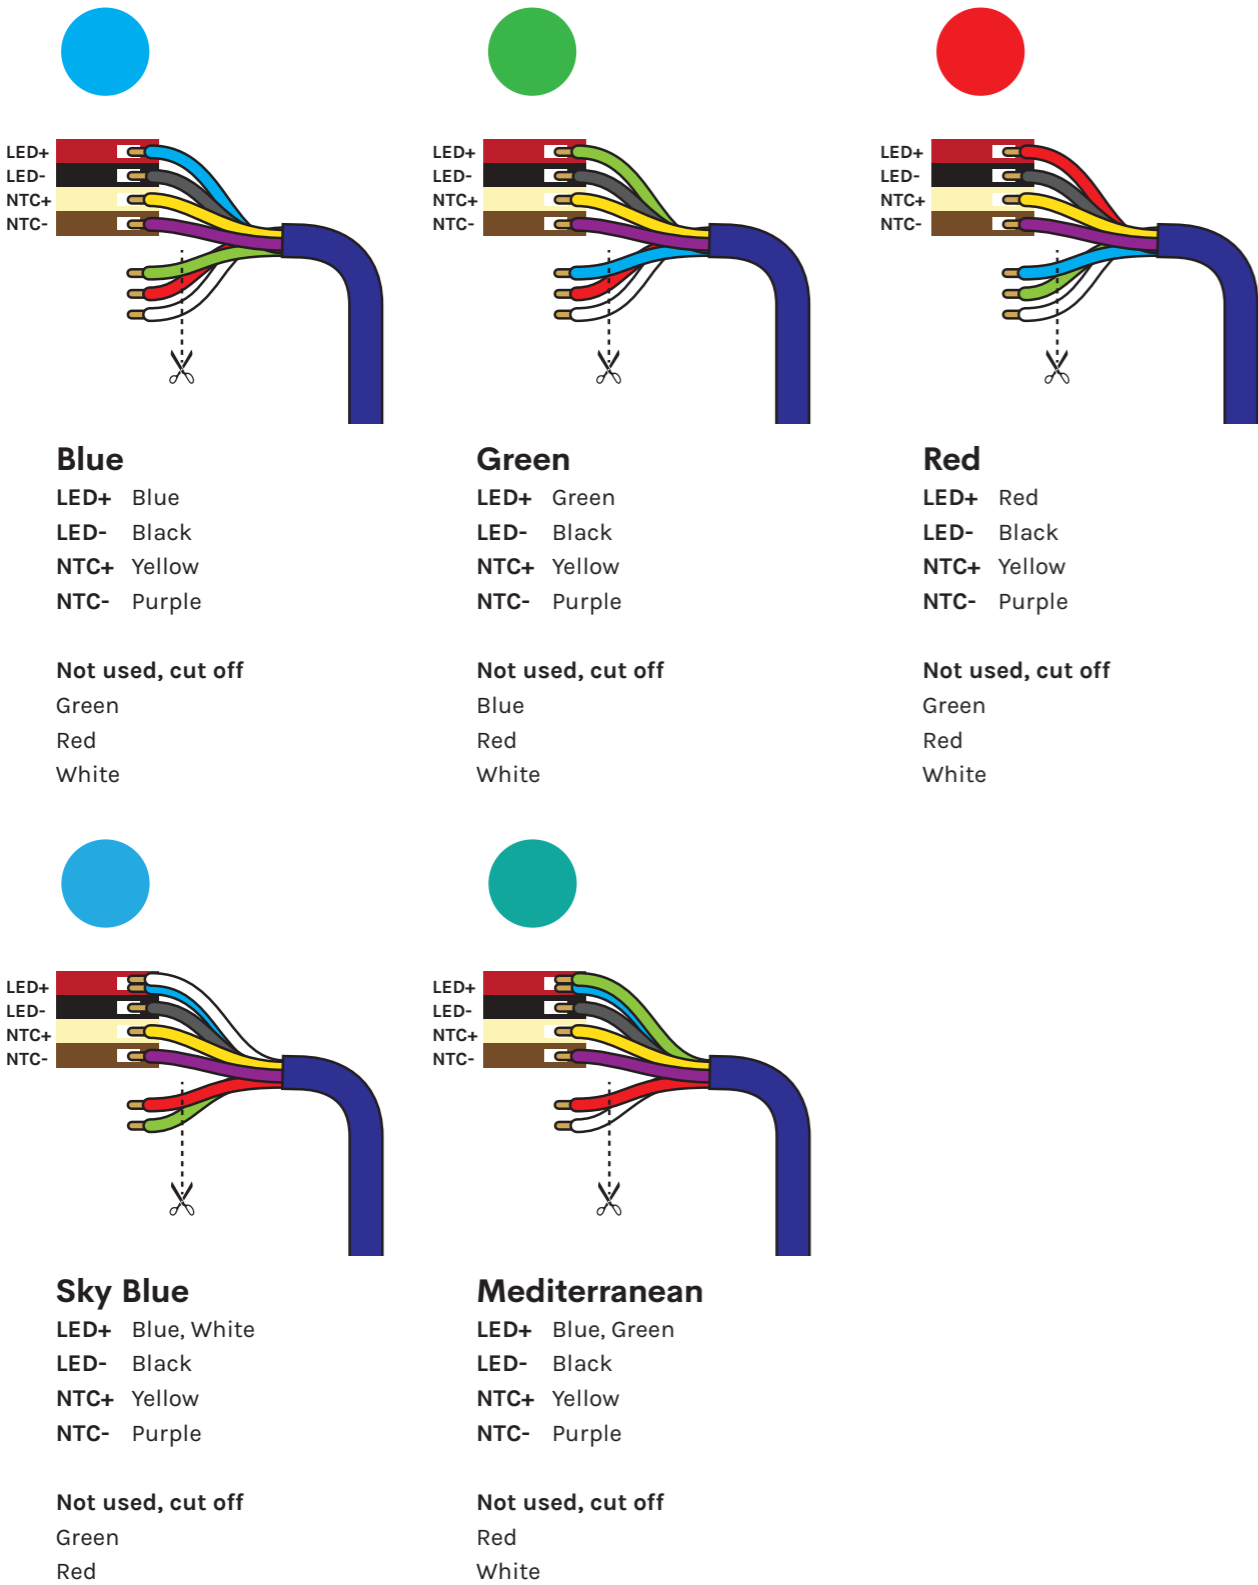 LED+
LED-
NTC+
NTC-
LED+
LED-
NTC+
NTC-
LED+
LED-
NTC+
NTC-
Blue
LED+ Blue
LED- Black
NTC+ Yellow
NTC- Purple
Not used, cut off
Green
Red
White
Green
LED+ Green
LED- Black
NTC+ Yellow
NTC- Purple
Not used, cut off
Blue
Red
White
Red
LED+ Red
LED- Black
NTC+ Yellow
NTC- Purple
Not used, cut off
Green
Red
White
LED+
LED-
NTC+
NTC-
LED+
LED-
NTC+
NTC-
Sky Blue
LED+ Blue, White
LED- Black
NTC+ Yellow
NTC- Purple
Not used, cut off
Green
Red
Mediterranean
LED+ Blue, Green
LED- Black
NTC+ Yellow
NTC- Purple
Not used, cut off
Red
White